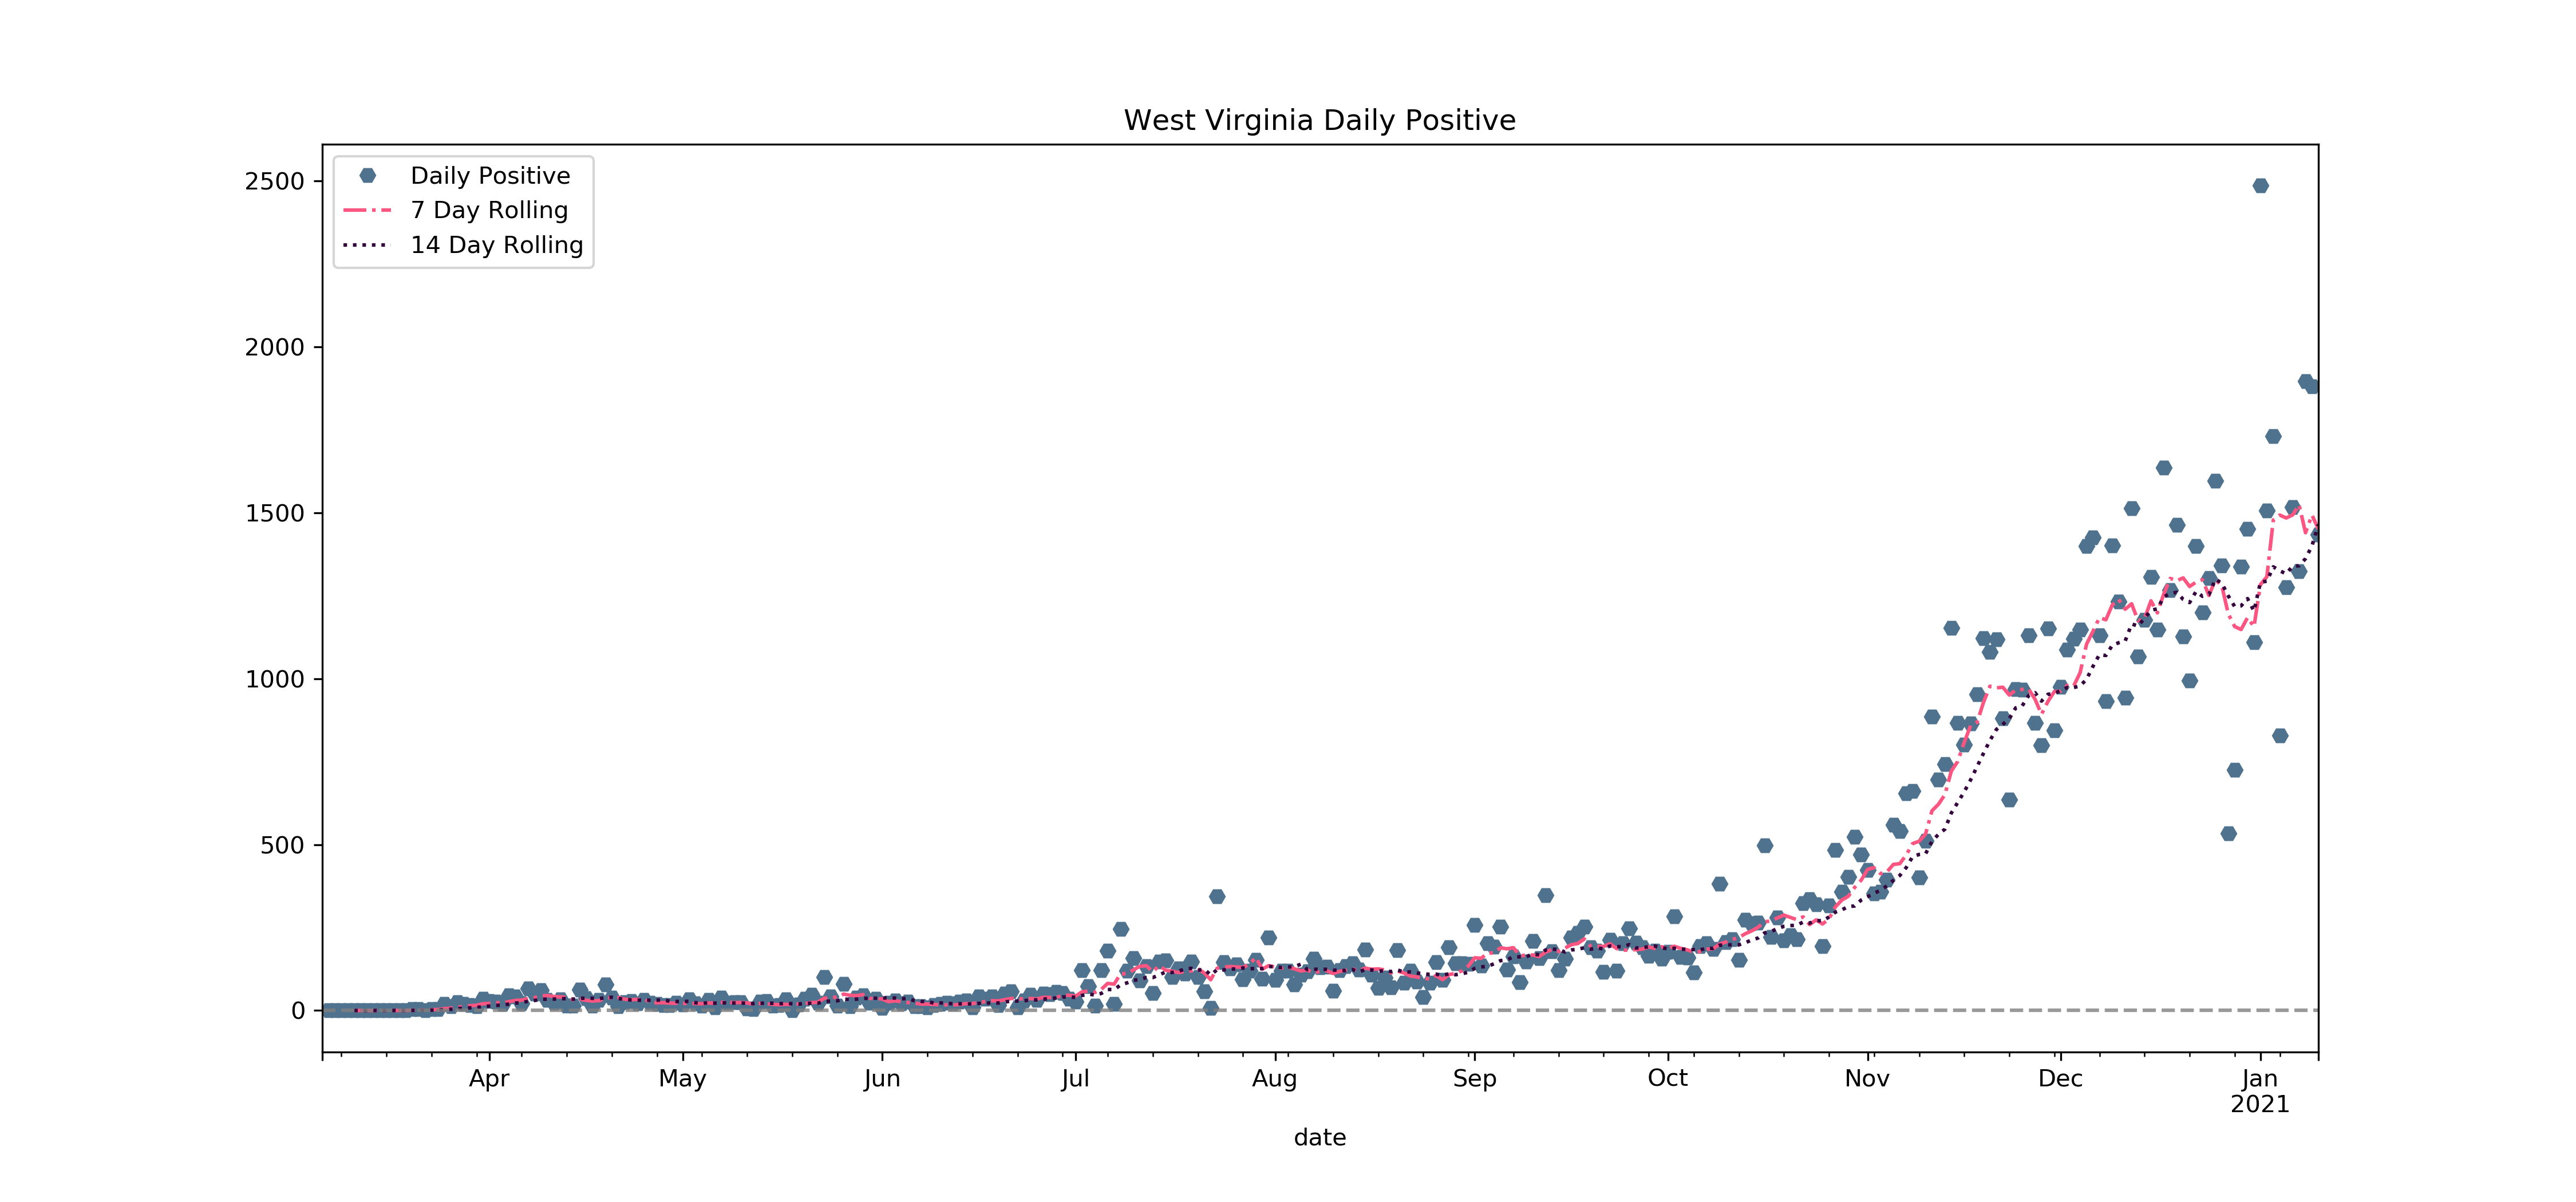 West Virginia Daily Positive
2500
2000
1500
1000
500
0
Daily Positive
7 Day Rolling
14 Day Rolling
Apr May Jun Jul Aug Sep Oct Nov Dec Jan
2021
date